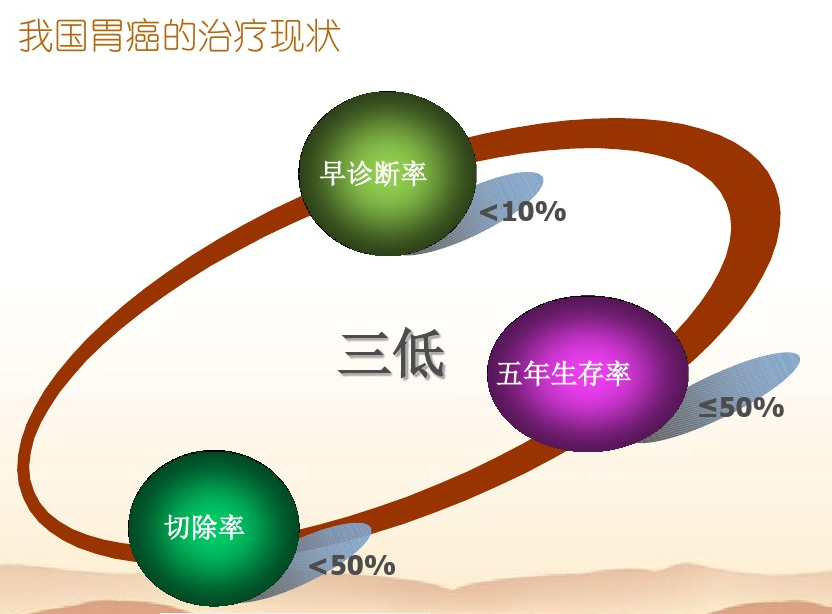 我国胃癌的治疗现状
早诊断率
<10%
三低
五年生存率
≤50%
切除率
<50%